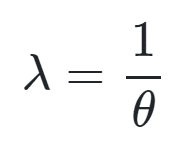 λ = 1/θ